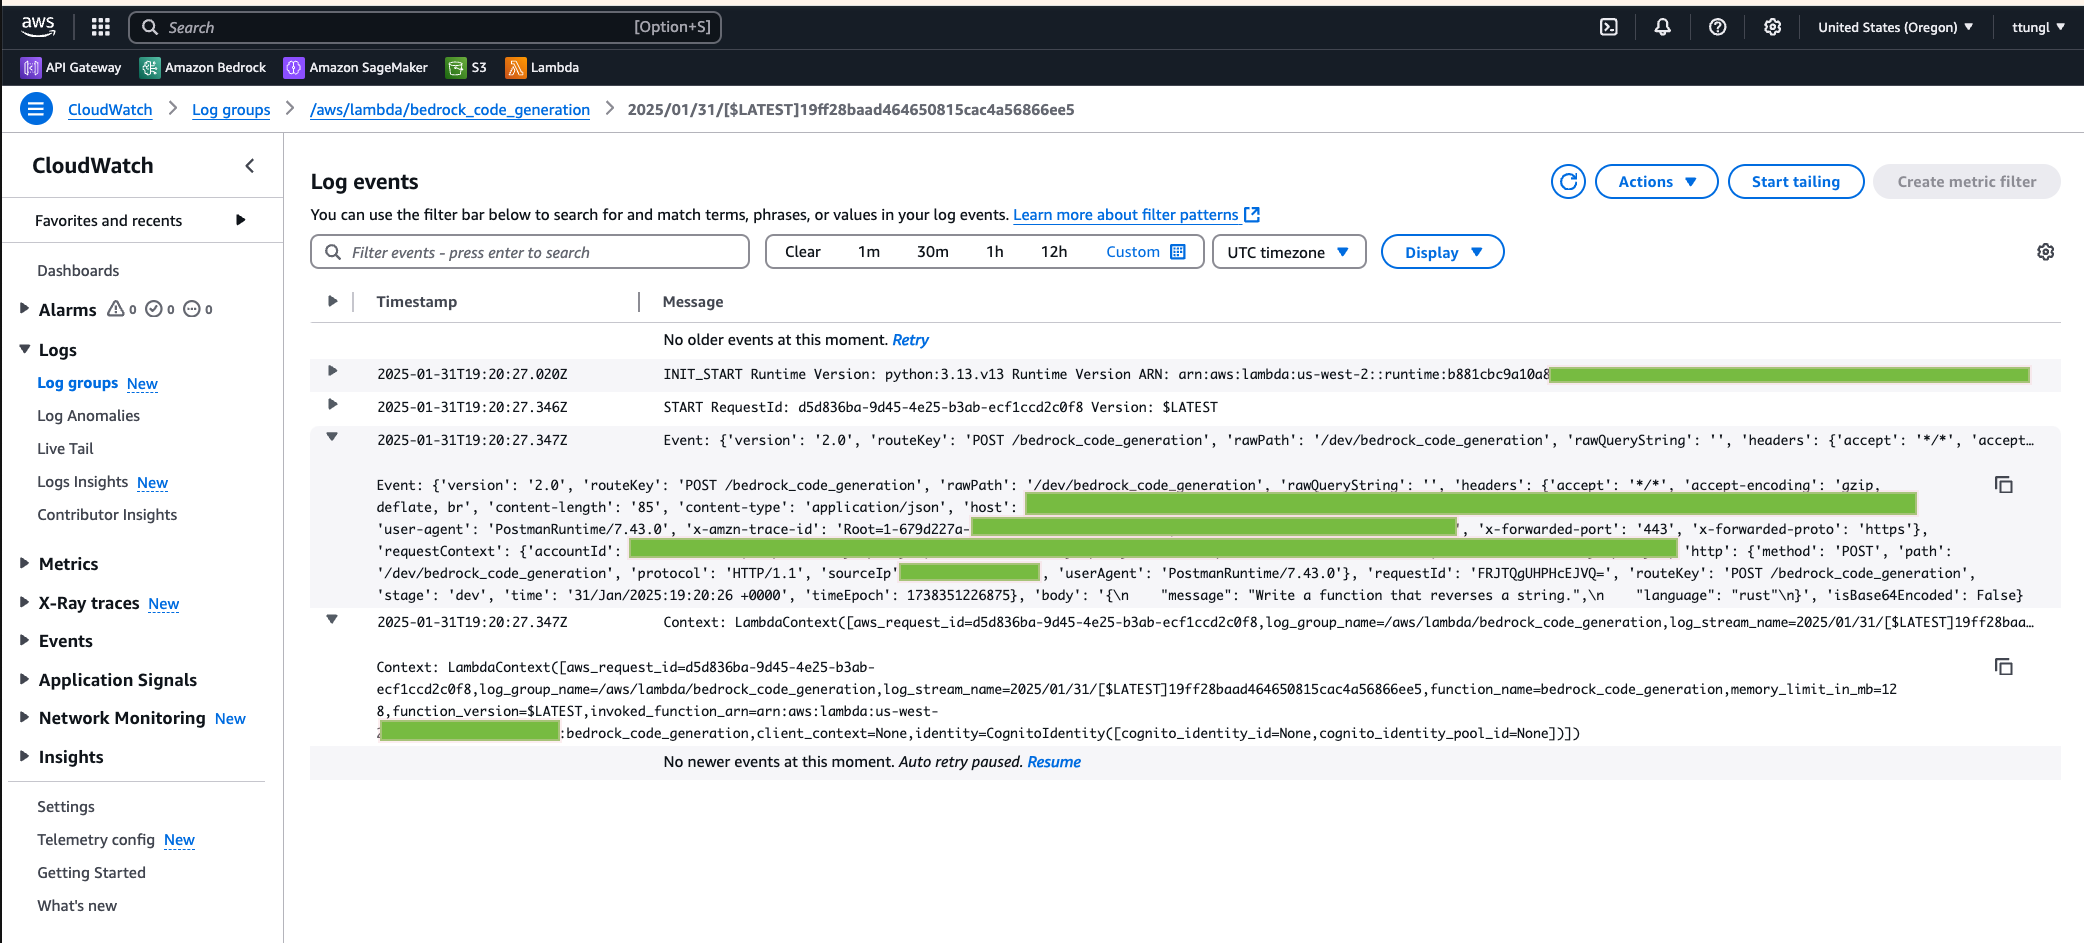 aws
Search [Option+S]
United States (Oregon)
ttungl
API Gateway
Amazon Bedrock
Amazon SageMaker
S3
Lambda
CloudWatch
Log groups
/aws/lambda/bedrock_code_generation
2025/01/31/[$LATEST]19ff28baad464650815cac4a56866ee5
CloudWatch
Favorites and recents
Dashboards
Alarms 0 0 0
Logs
Log groups New
Log Anomalies
Live Tail
Logs Insights New
Contributor Insights
Metrics
X-Ray traces New
Events
Application Signals
Network Monitoring New
Insights
Settings
Telemetry config New
Getting Started
What's new
Log events
Actions
Start tailing
Create metric filter
You can use the filter bar below to search for and match terms, phrases, or values in your log events. Learn more about filter patterns
Filter events - press enter to search
Clear 1m 30m 1h 12h Custom
UTC timezone
Display
Timestamp Message
No older events at this moment. Retry
2025-01-31T19:20:27.020Z INIT_START Runtime Version: python:3.13.v13 Runtime Version ARN: arn:aws:lambda:us-west-2::runtime:b881cbc9a10a8
2025-01-31T19:20:27.346Z START RequestId: d5d836ba-9d45-4e25-b3ab-ecf1ccd2c0f8 Version: $LATEST
2025-01-31T19:20:27.347Z Event: {'version': '2.0', 'routeKey': 'POST /bedrock_code_generation', 'rawPath': '/dev/bedrock_code_generation', 'rawQueryString': '', 'headers': {'accept': '*/*', 'accept…
Event: {'version': '2.0', 'routeKey': 'POST /bedrock_code_generation', 'rawPath': '/dev/bedrock_code_generation', 'rawQueryString': '', 'headers': {'accept': '*/*', 'accept-encoding': 'gzip,
deflate, br', 'content-length': '85', 'content-type': 'application/json', 'host':
'user-agent': 'PostmanRuntime/7.43.0', 'x-amzn-trace-id': 'Root=1-679d227a- ', 'x-forwarded-port': '443', 'x-forwarded-proto': 'https'},
'requestContext': {'accountId': 'http': {'method': 'POST', 'path':
'/dev/bedrock_code_generation', 'protocol': 'HTTP/1.1', 'sourceIp' , 'userAgent': 'PostmanRuntime/7.43.0'}, 'requestId': 'FRJTQgUHPHcEJVQ=', 'routeKey': 'POST /bedrock_code_generation',
'stage': 'dev', 'time': '31/Jan/2025:19:20:26 +0000', 'timeEpoch': 1738351226875}, 'body': '{\n    "message": "Write a function that reverses a string.",\n    "language": "rust"\n}', 'isBase64Encoded': False}
2025-01-31T19:20:27.347Z Context: LambdaContext([aws_request_id=d5d836ba-9d45-4e25-b3ab-ecf1ccd2c0f8,log_group_name=/aws/lambda/bedrock_code_generation,log_stream_name=2025/01/31/[$LATEST]19ff28baa…
Context: LambdaContext([aws_request_id=d5d836ba-9d45-4e25-b3ab-
ecf1ccd2c0f8,log_group_name=/aws/lambda/bedrock_code_generation,log_stream_name=2025/01/31/[$LATEST]19ff28baad464650815cac4a56866ee5,function_name=bedrock_code_generation,memory_limit_in_mb=12
8,function_version=$LATEST,invoked_function_arn=arn:aws:lambda:us-west-
:bedrock_code_generation,client_context=None,identity=CognitoIdentity([cognito_identity_id=None,cognito_identity_pool_id=None])])
No newer events at this moment. Auto retry paused. Resume